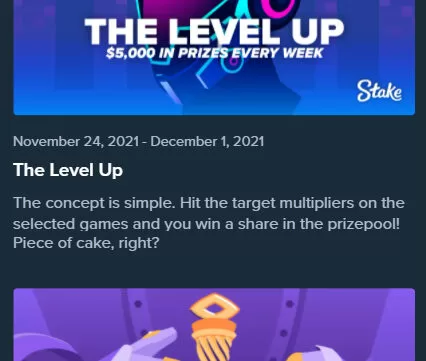 THE LEVEL UP
$5,000 IN PRIZES EVERY WEEK
Stake
November 24, 2021 - December 1, 2021
The Level Up
The concept is simple. Hit the target multipliers on the
selected games and you win a share in the prizepool!
Piece of cake, right?